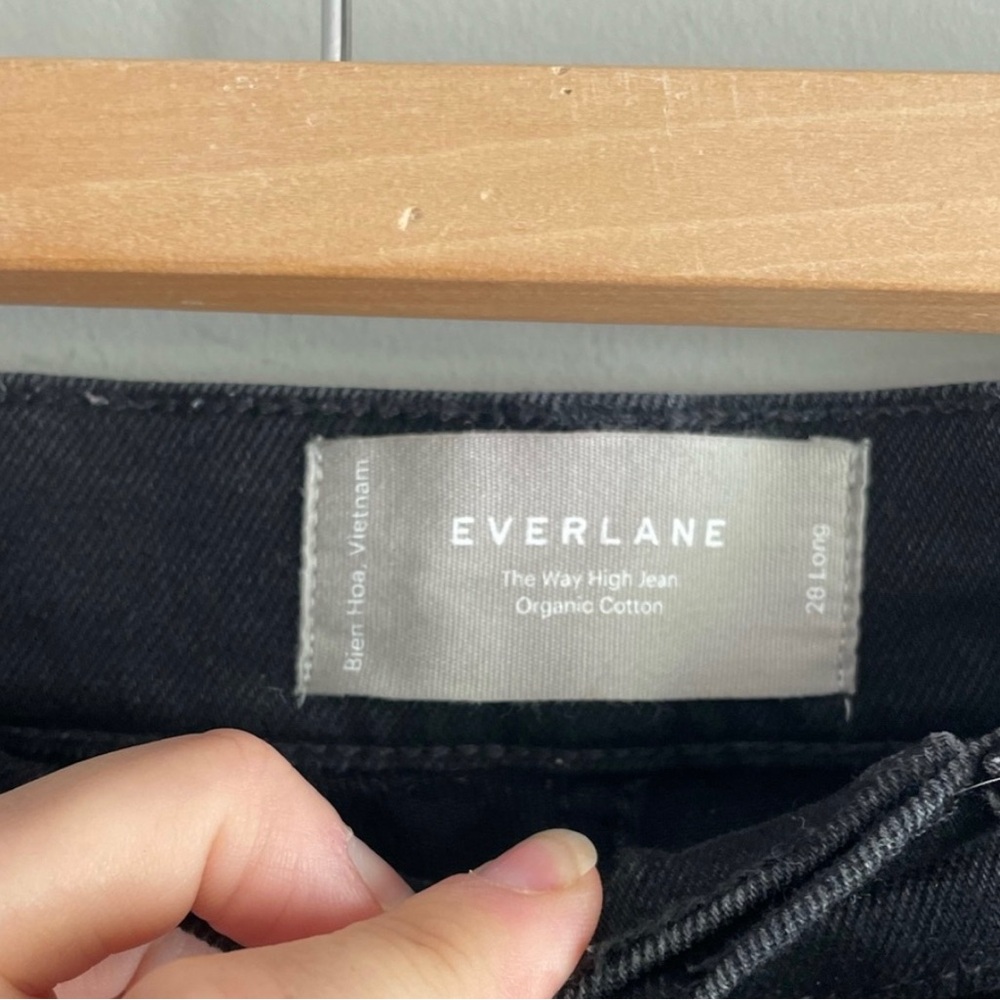 Bien Hoa, Vietnam
EVERLANE
The Way High Jean
Organic Cotton
28 Long